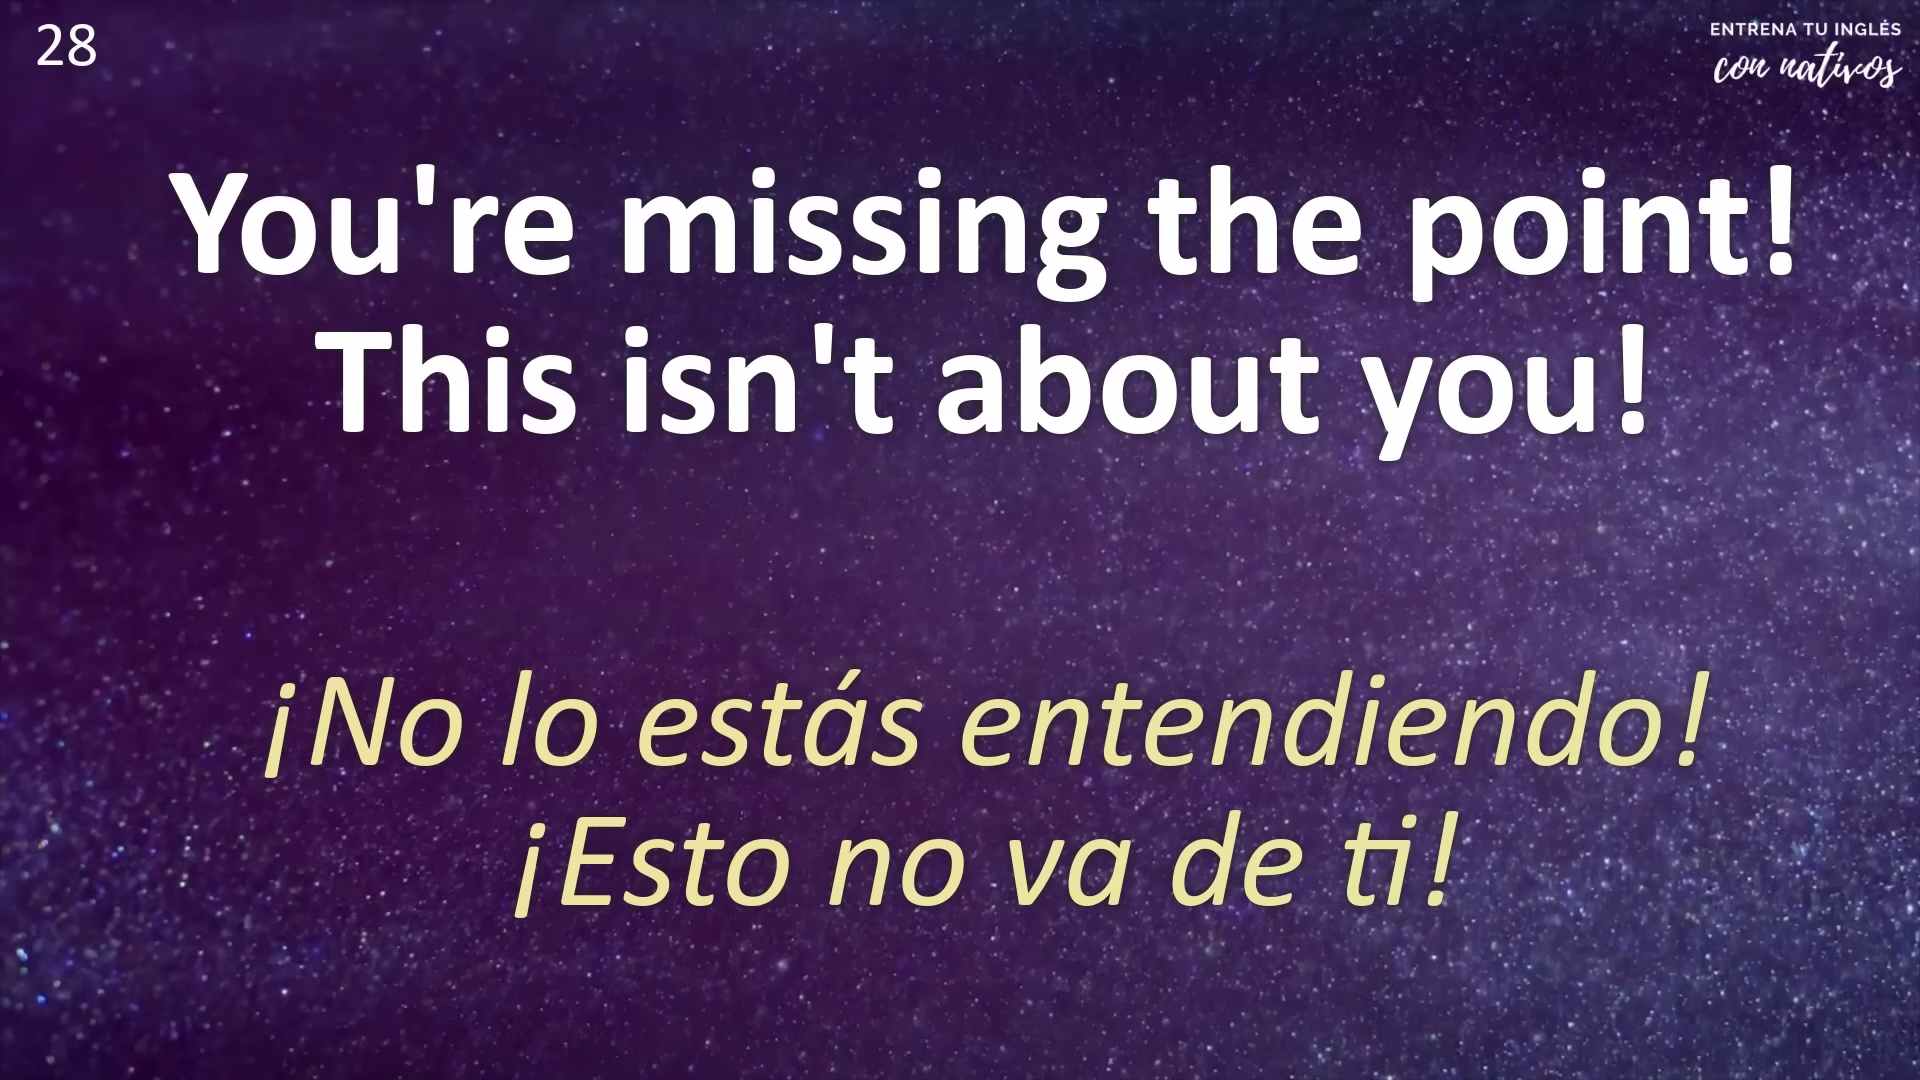 28
ENTRENA TU INGLÉS
con nativos
You're missing the point!
This isn't about you!
¡No lo estás entendiendo!
¡Esto no va de ti!